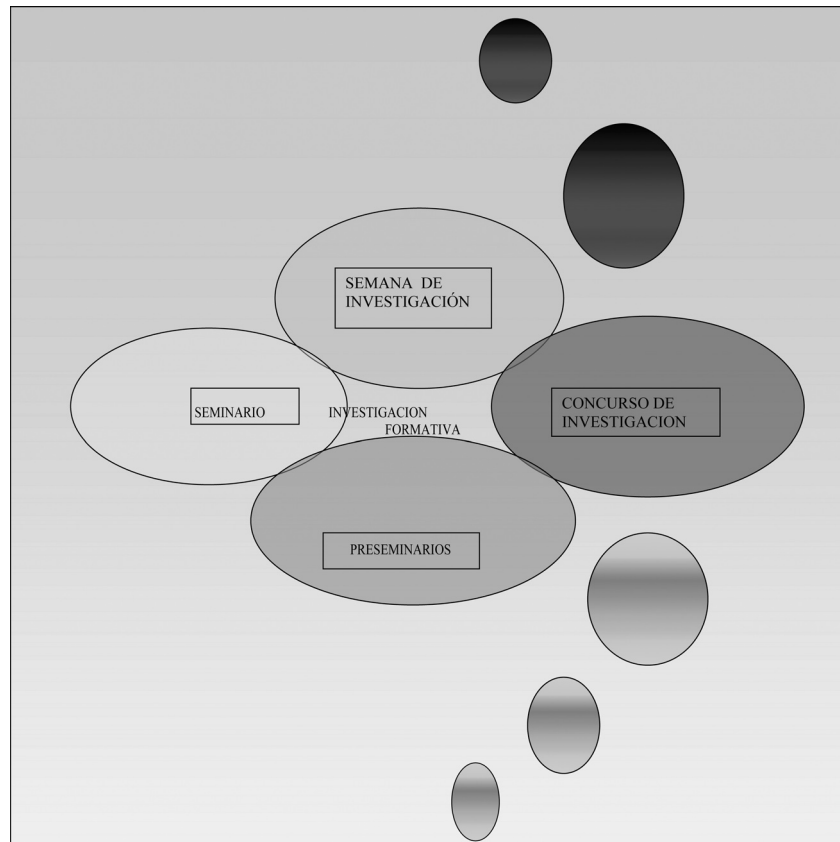 SEMANA DE
INVESTIGACIÓN
SEMINARIO
INVESTIGACION
FORMATIVA
CONCURSO DE
INVESTIGACION
PRESEMINARIOS